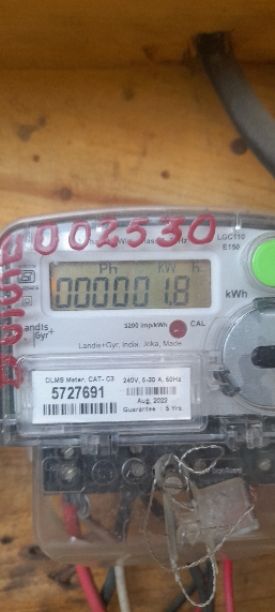 002530
LGC110
E150
Ph KW h
000001.8
kWh
3200 imp/kWh
CAL
Landis+
Gyr
Landis+Gyr, India. Joka, Made
DLMS Meter, CAT- C3
240V, 5-30 A, 50Hz
5727691
Aug, 2023
Guarantee : 5 Yrs.